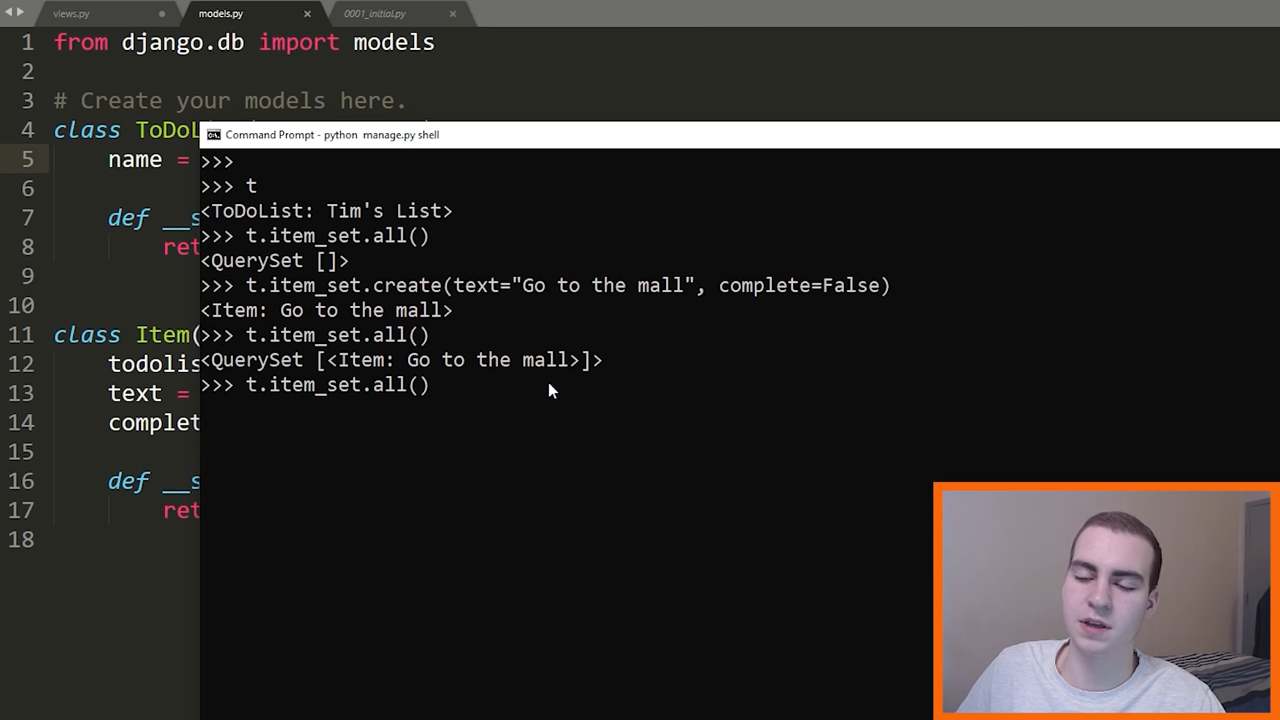 views.py
models.py
0001_initial.py
1 from django.db import models
2
3 # Create your models here.
4 class ToDoL
5 name =
6
7 def __s
8 ret
9
10
11 class Item(
12 todolis
13 text =
14 complet
15
16 def __s
17 ret
18
Command Prompt - python manage.py shell
>>>
>>> t
<ToDoList: Tim's List>
>>> t.item_set.all()
<QuerySet []>
>>> t.item_set.create(text="Go to the mall", complete=False)
<Item: Go to the mall>
>>> t.item_set.all()
<QuerySet [<Item: Go to the mall>]>
>>> t.item_set.all()